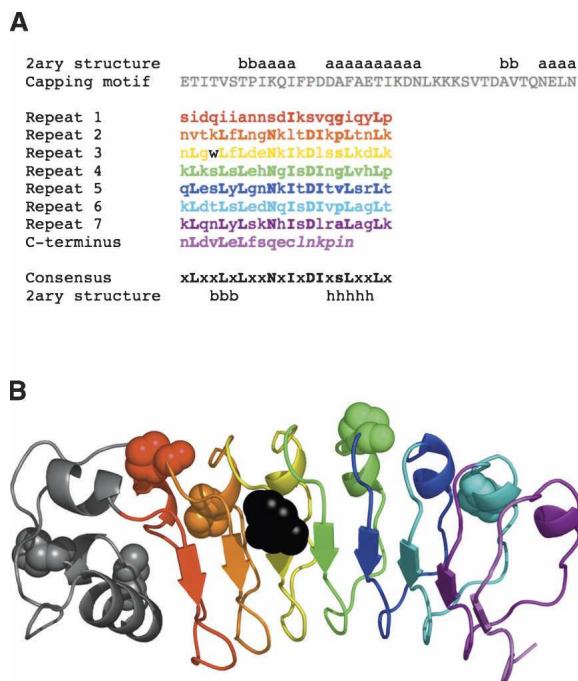 A
2ary structure bbaaaa aaaaaaaaaa bb aaaa
Capping motif ETITVSTPIKQIFPDDAFAETIKDNLKKKSVTDAVTQNELN
Repeat 1 sidqiiannsdIksvqgiqyLp
Repeat 2 nvtkLfLngNkltDIkpLtnLk
Repeat 3 nLgwLfLdeNkIkDlssLkdLk
Repeat 4 kLksLsLehNgIsDIngLvhLp
Repeat 5 qLesLyLgnNkItDItvLsrLt
Repeat 6 kLdtLsLedNqIsDIvpLagLt
Repeat 7 kLqnLyLskNhIsDlraLagLk
C-terminus nLdvLeLfsqeclnkpin
Consensus xLxxLxLxxNxIxDIxsLxxLx
2ary structure bbb hhhhh
B